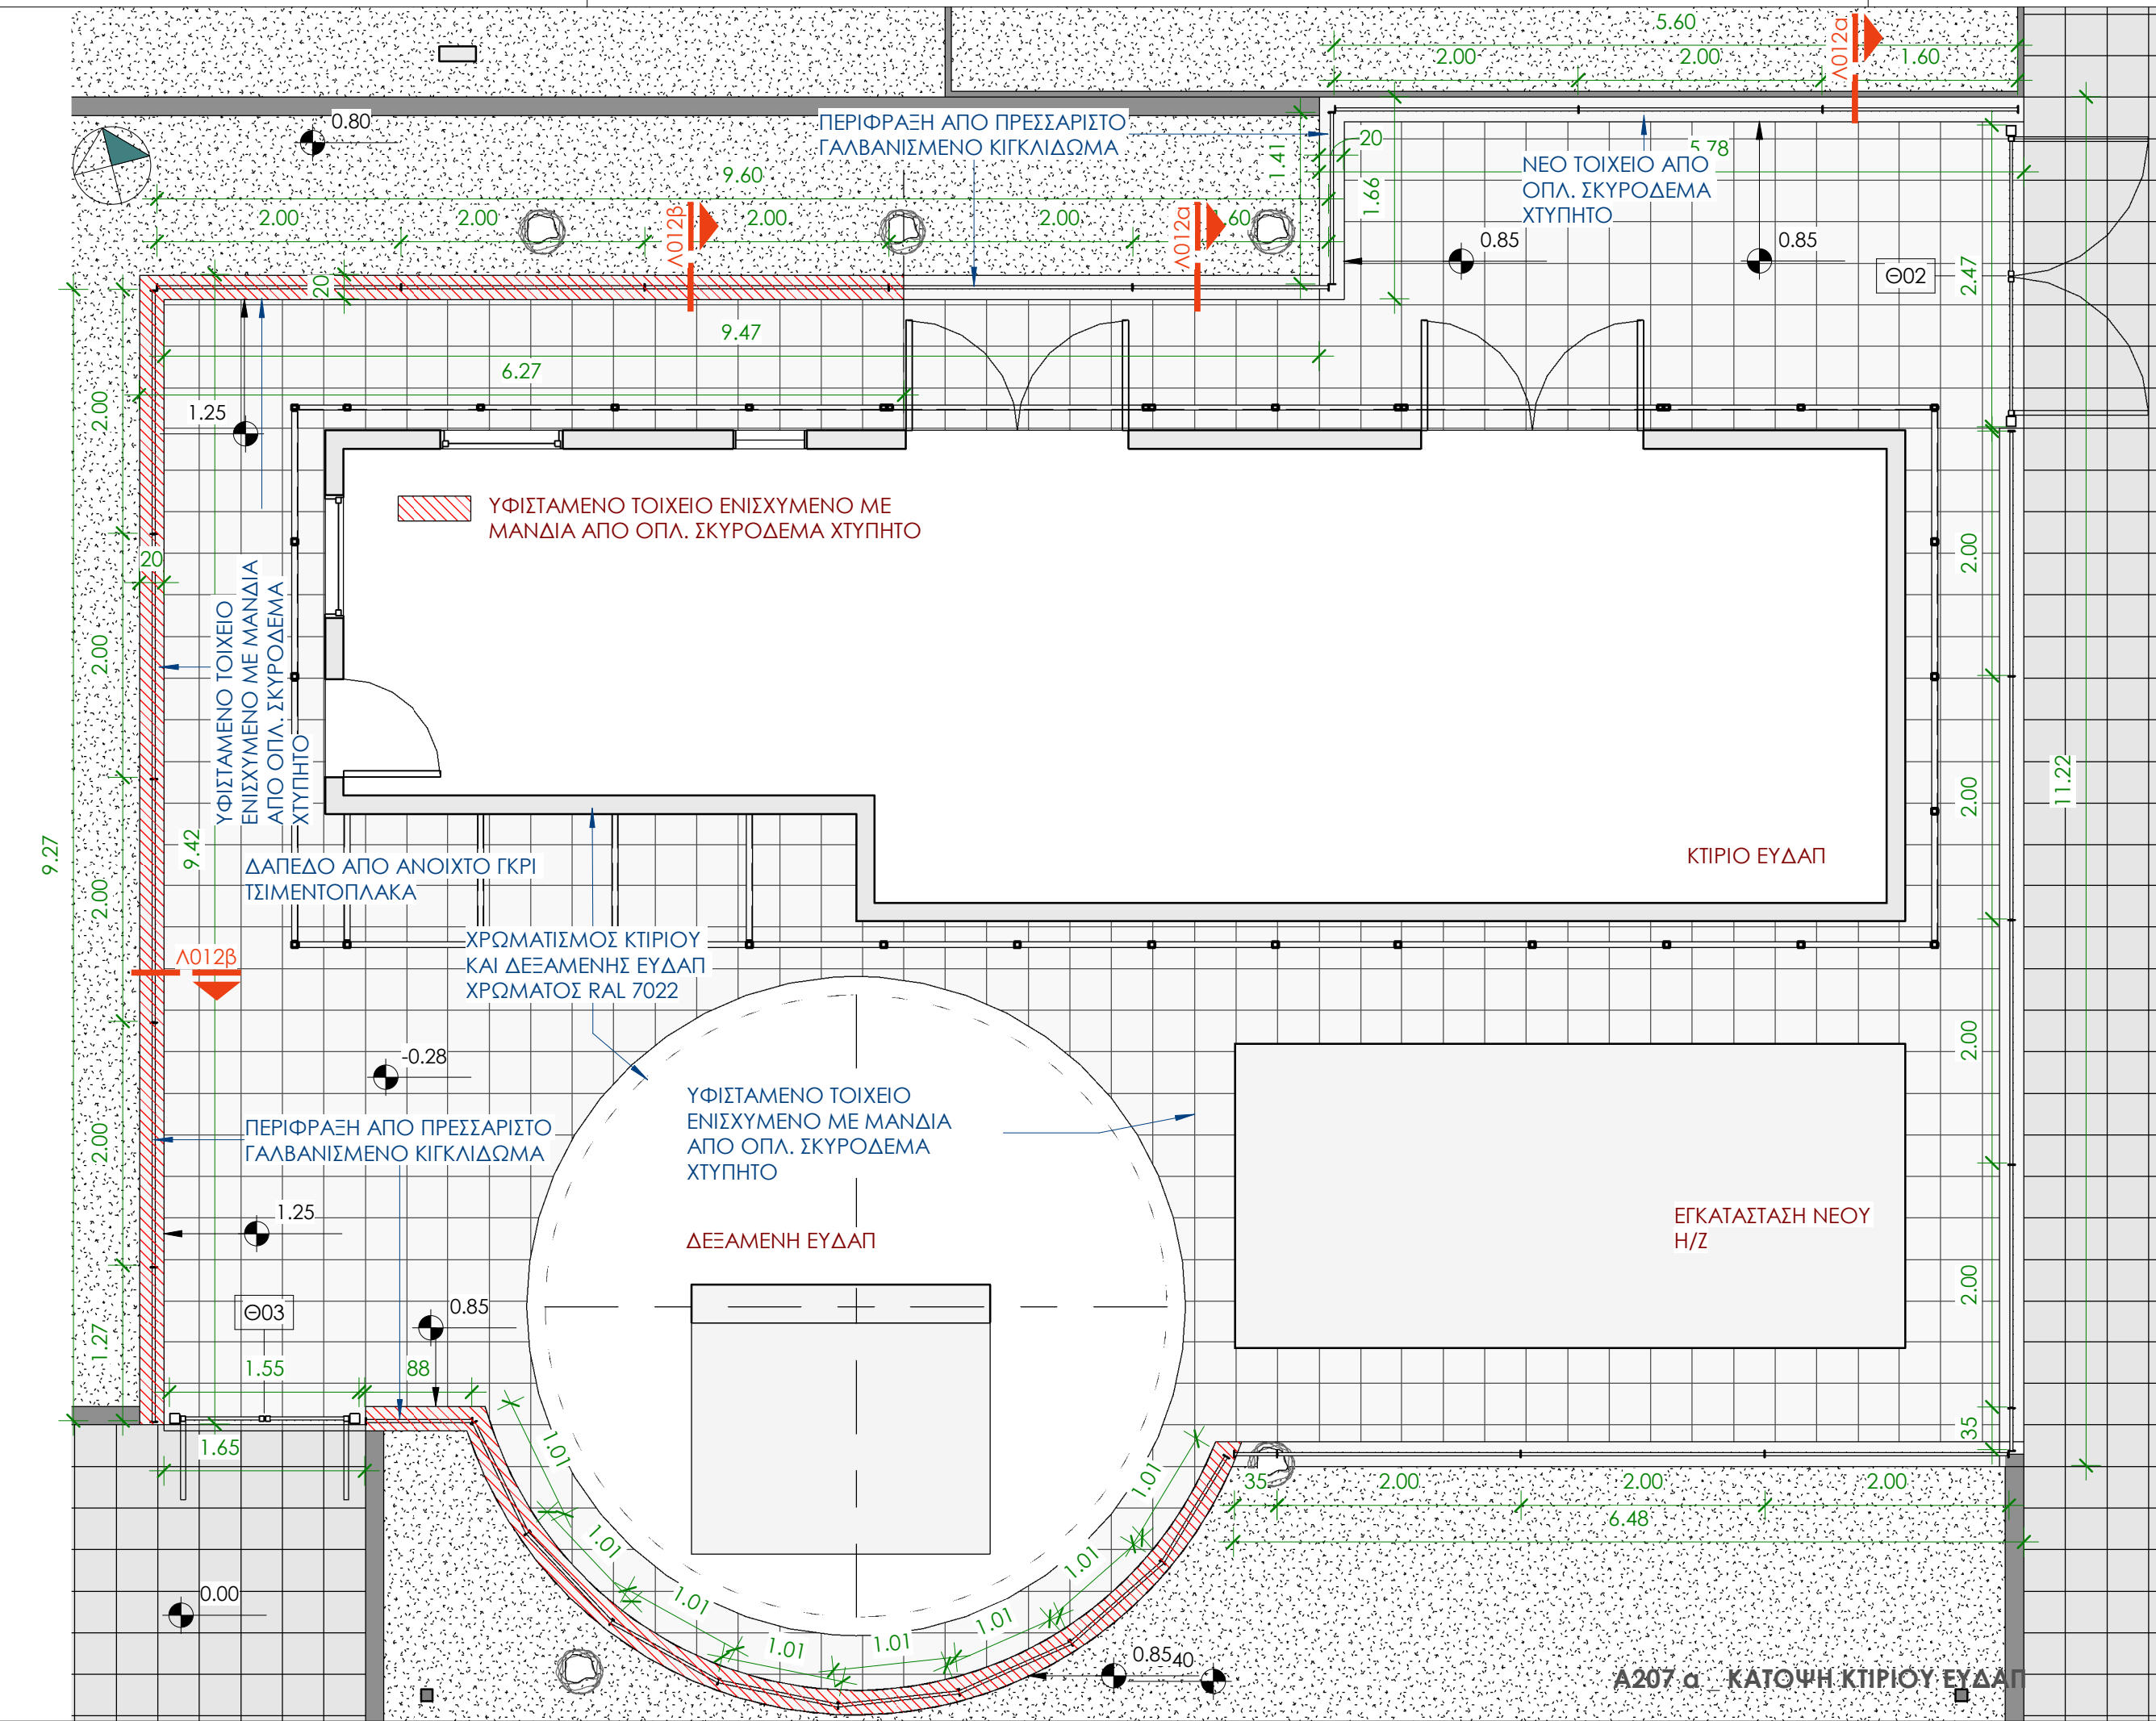 5.60
2.00
2.00
1.60
Λ012α
0.80
ΠΕΡΙΦΡΑΞΗ ΑΠΟ ΠΡΕΣΣΑΡΙΣΤΟ
ΓΑΛΒΑΝΙΣΜΕΝΟ ΚΙΓΚΛΙΔΩΜΑ
20
1.41
5.78
ΝΕΟ ΤΟΙΧΕΙΟ ΑΠΟ
ΟΠΛ. ΣΚΥΡΟΔΕΜΑ
ΧΤΥΠΗΤΟ
9.60
1.66
2.00
2.00
Λ012β
2.00
2.00
Λ012α
.60
0.85
0.85
Θ02
2.47
20
9.47
6.27
2.00
1.25
ΥΦΙΣΤΑΜΕΝΟ ΤΟΙΧΕΙΟ ΕΝΙΣΧΥΜΕΝΟ ΜΕ
ΜΑΝΔΙΑ ΑΠΟ ΟΠΛ. ΣΚΥΡΟΔΕΜΑ ΧΤΥΠΗΤΟ
20
2.00
2.00
ΥΦΙΣΤΑΜΕΝΟ ΤΟΙΧΕΙΟ
ΕΝΙΣΧΥΜΕΝΟ ΜΕ ΜΑΝΔΙΑ
ΑΠΟ ΟΠΛ. ΣΚΥΡΟΔΕΜΑ
ΧΤΥΠΗΤΟ
2.00
11.22
9.27
9.42
ΚΤΙΡΙΟ ΕΥΔΑΠ
ΔΑΠΕΔΟ ΑΠΟ ΑΝΟΙΧΤΟ ΓΚΡΙ
ΤΣΙΜΕΝΤΟΠΛΑΚΑ
2.00
ΧΡΩΜΑΤΙΣΜΟΣ ΚΤΙΡΙΟΥ
ΚΑΙ ΔΕΞΑΜΕΝΗΣ ΕΥΔΑΠ
ΧΡΩΜΑΤΟΣ RAL 7022
Λ012β
2.00
-0.28
ΥΦΙΣΤΑΜΕΝΟ ΤΟΙΧΕΙΟ
ΕΝΙΣΧΥΜΕΝΟ ΜΕ ΜΑΝΔΙΑ
ΑΠΟ ΟΠΛ. ΣΚΥΡΟΔΕΜΑ
ΧΤΥΠΗΤΟ
2.00
ΠΕΡΙΦΡΑΞΗ ΑΠΟ ΠΡΕΣΣΑΡΙΣΤΟ
ΓΑΛΒΑΝΙΣΜΕΝΟ ΚΙΓΚΛΙΔΩΜΑ
1.25
ΔΕΞΑΜΕΝΗ ΕΥΔΑΠ
ΕΓΚΑΤΑΣΤΑΣΗ ΝΕΟΥ
Η/Ζ
2.00
Θ03
0.85
1.27
1.55
88
35
1.65
1.01
1.01
35
2.00
2.00
2.00
6.48
1.01
1.01
1.01
1.01
1.01
1.01
0.00
0.85
40
Α207 α _ ΚΑΤΟΨΗ ΚΤΙΡΙΟΥ ΕΥΔΑΠ